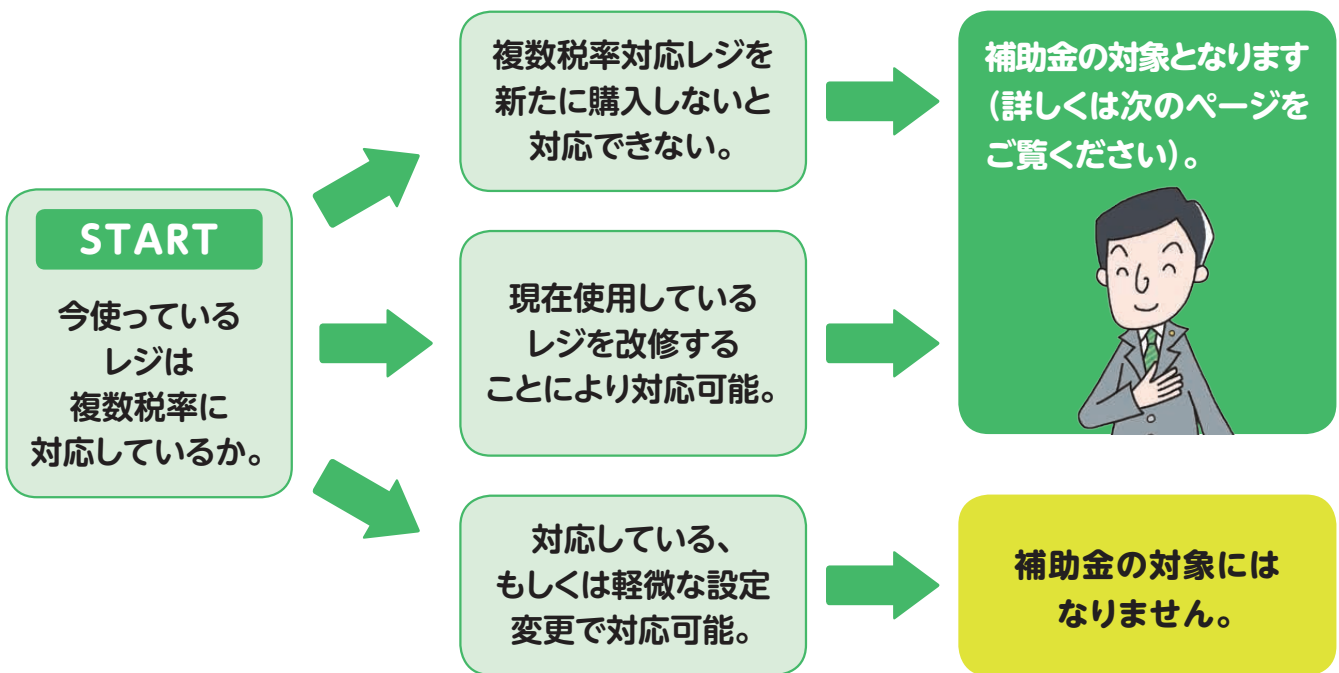 START
今使っている
レジは
複数税率に
対応しているか。
複数税率対応レジを
新たに購入しないと
対応できない。
補助金の対象となります
（詳しくは次のページを
ご覧ください）。
現在使用している
レジを改修する
ことにより対応可能。
対応している、
もしくは軽微な設定
変更で対応可能。
補助金の対象には
なりません。